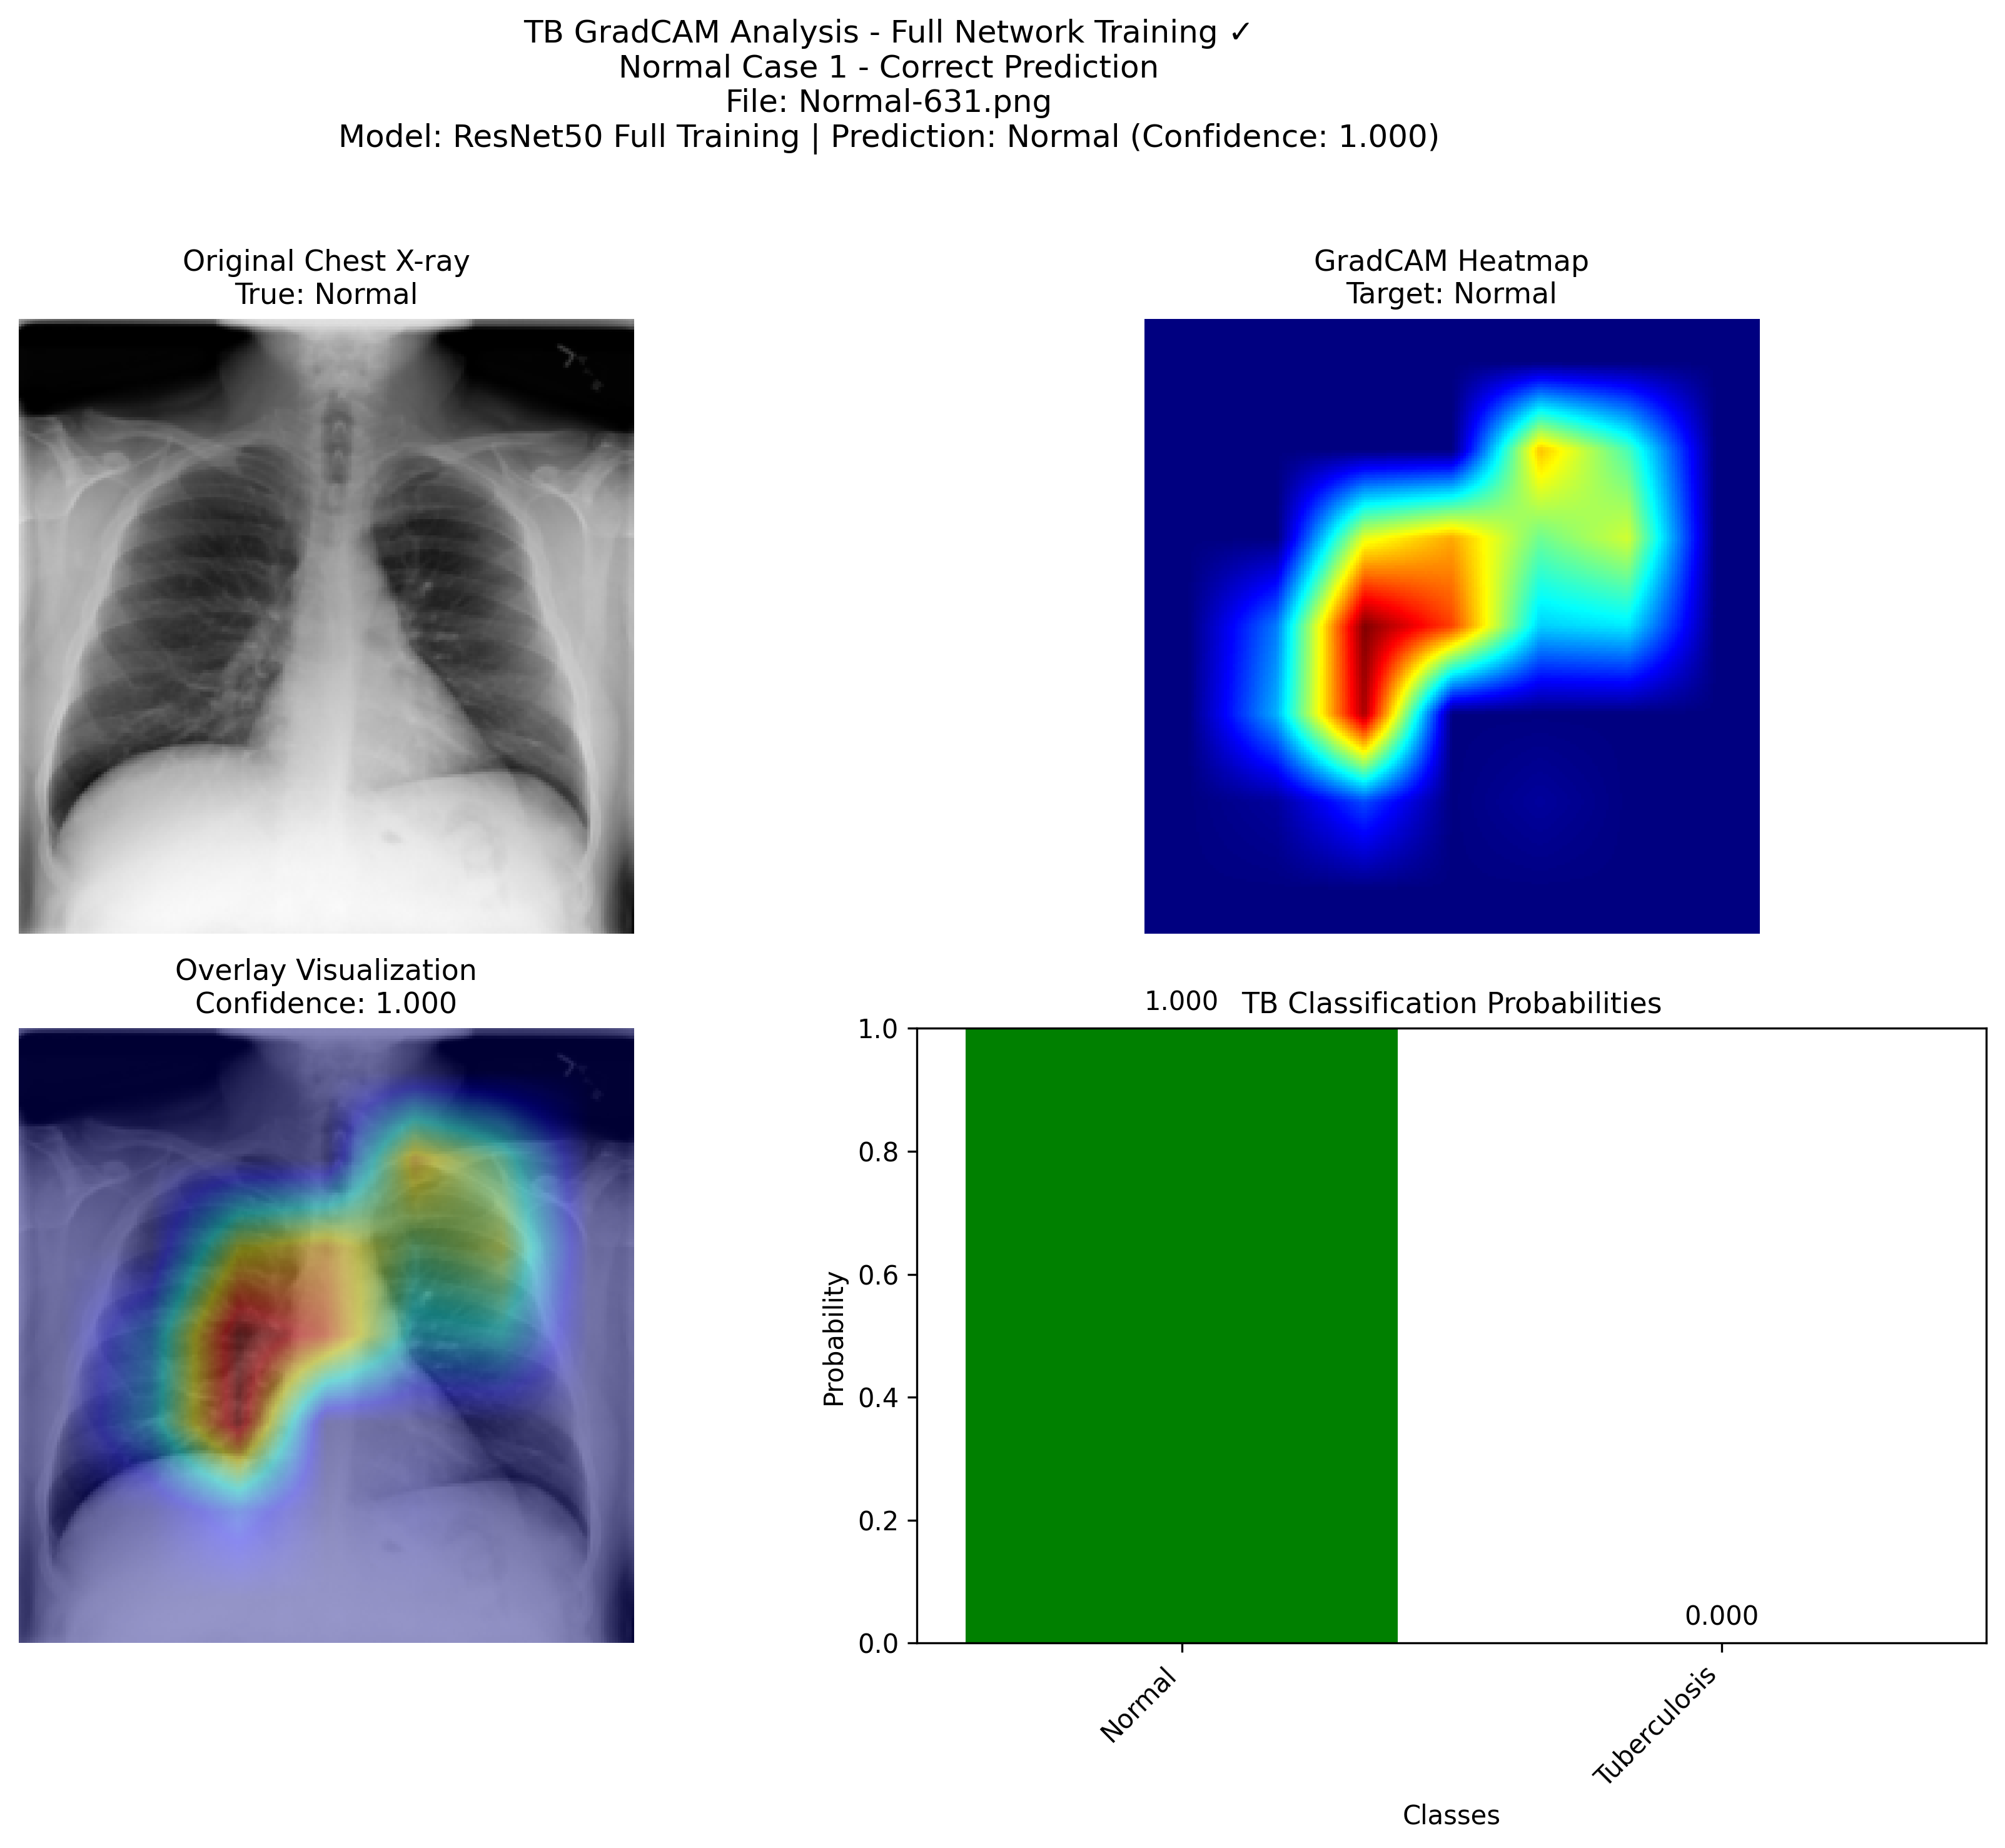 TB GradCAM Analysis - Full Network Training ✓
Normal Case 1 - Correct Prediction
File: Normal-631.png
Model: ResNet50 Full Training | Prediction: Normal (Confidence: 1.000)
Original Chest X-ray
True: Normal
GradCAM Heatmap
Target: Normal
Overlay Visualization
Confidence: 1.000
1.000
TB Classification Probabilities
1.0
0.8
0.6
0.4
0.2
0.0
Probability
0.000
Normal
Tuberculosis
Classes